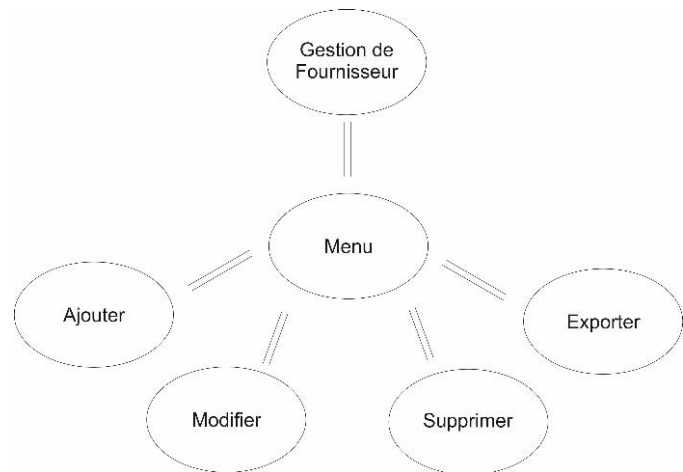 Gestion de
Fournisseur
Menu
Ajouter
Exporter
Modifier
Supprimer